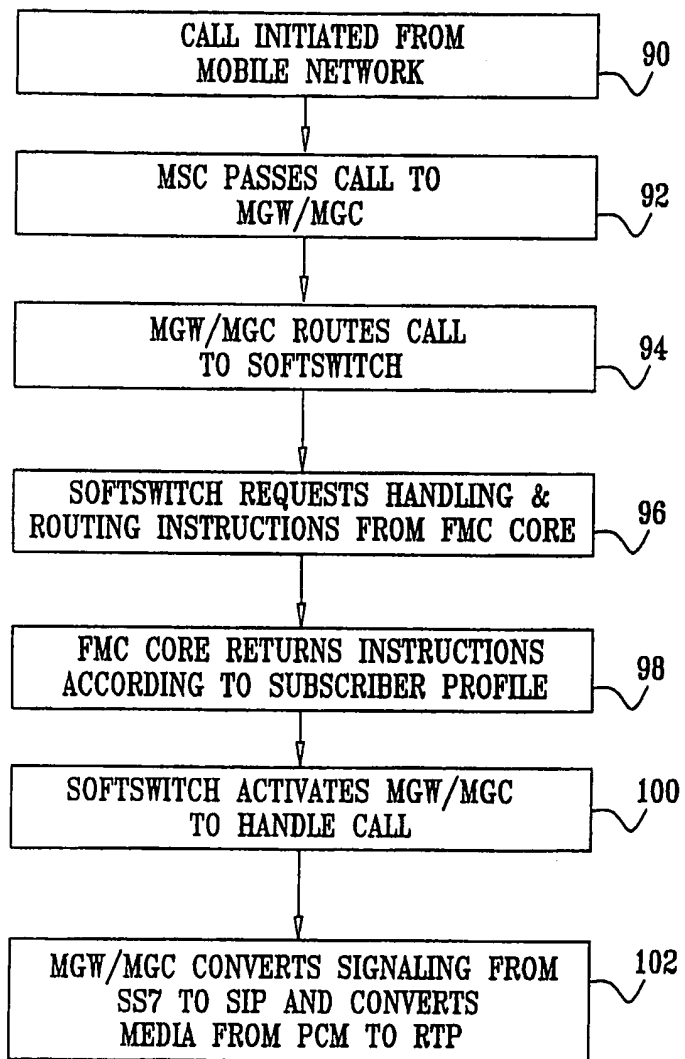 CALL INITIATED FROM
MOBILE NETWORK
90
MSC PASSES CALL TO
MGW/MGC
92
MGW/MGC ROUTES CALL
TO SOFTSWITCH
94
SOFTSWITCH REQUESTS HANDLING &
ROUTING INSTRUCTIONS FROM FMC CORE
96
FMC CORE RETURNS INSTRUCTIONS
ACCORDING TO SUBSCRIBER PROFILE
98
SOFTSWITCH ACTIVATES MGW/MGC
TO HANDLE CALL
100
MGW/MGC CONVERTS SIGNALING FROM
SS7 TO SIP AND CONVERTS
MEDIA FROM PCM TO RTP
102